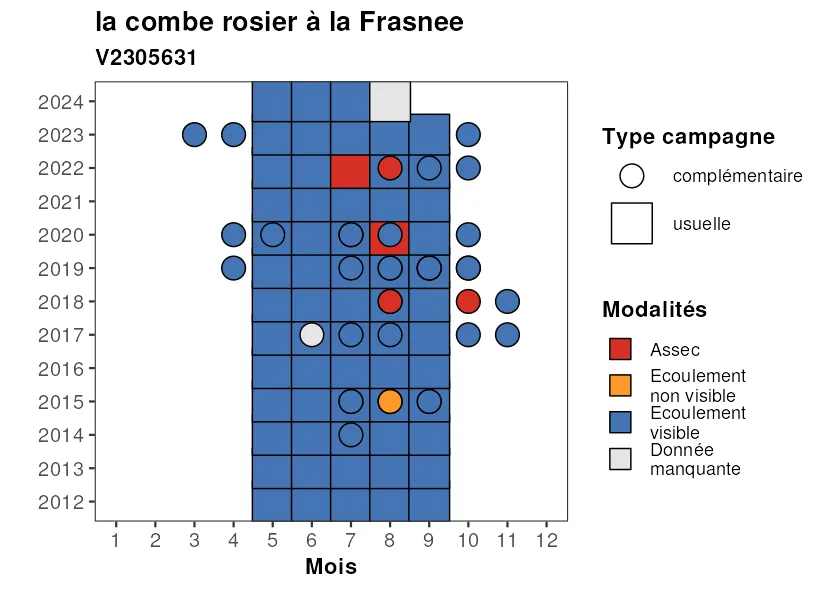 la combe rosier à la Frasnee
V2305631
2024
2023
2022
2021
2020
2019
2018
2017
2016
2015
2014
2013
2012
1 2 3 4 5 6 7 8 9 10 11 12
Mois
Type campagne
complémentaire
usuelle
Modalités
Assec
Ecoulement
non visible
Ecoulement
visible
Donnée
manquante